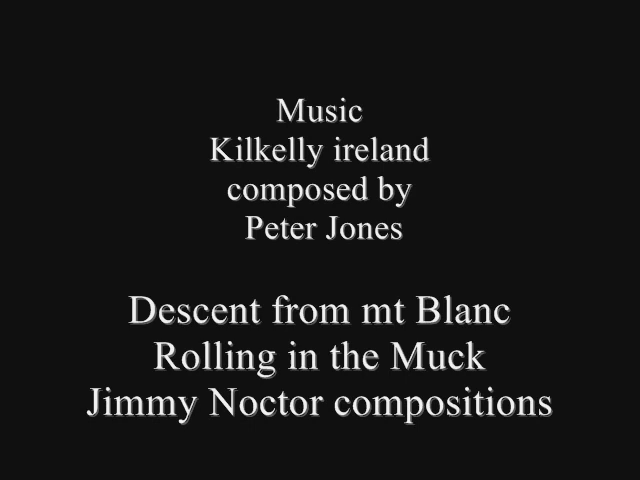 Music
Kilkelly ireland
composed by
Peter Jones
Descent from mt Blanc
Rolling in the Muck
Jimmy Noctor compositions